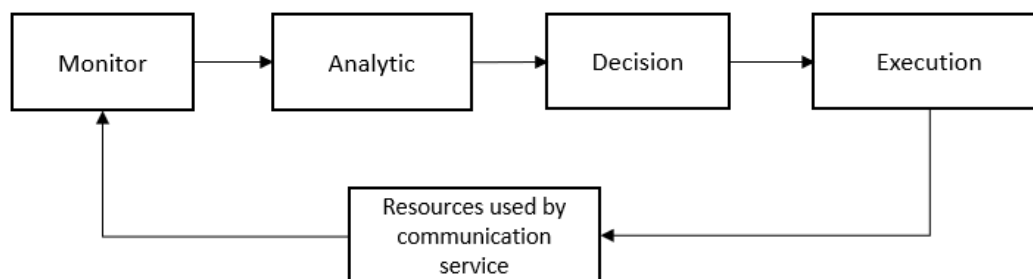 Monitor
Analytic
Decision
Execution
Resources used by
communication
service